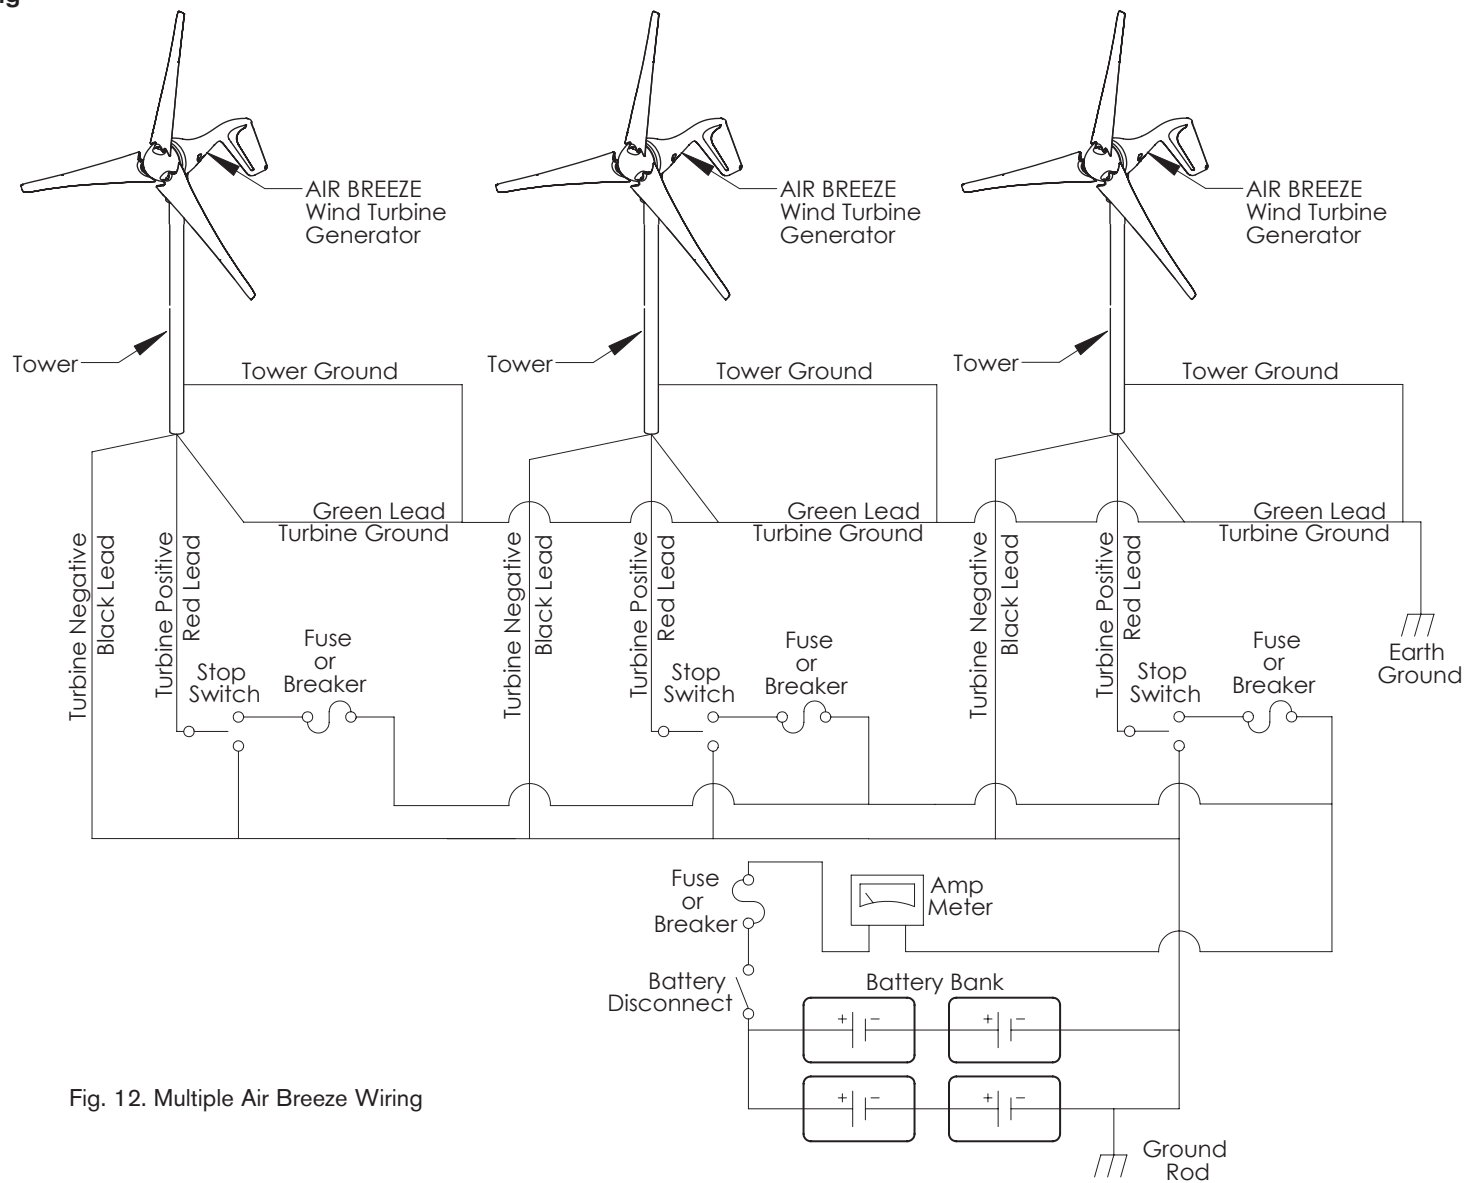 AIR BREEZE
Wind Turbine
Generator
AIR BREEZE
Wind Turbine
Generator
AIR BREEZE
Wind Turbine
Generator
Tower
Tower
Tower
Tower Ground
Tower Ground
Tower Ground
Green Lead
Turbine Ground
Green Lead
Turbine Ground
Green Lead
Turbine Ground
Turbine Negative
Black Lead
Turbine Positive
Red Lead
Turbine Negative
Black Lead
Turbine Positive
Red Lead
Turbine Negative
Black Lead
Turbine Positive
Red Lead
Stop
Switch
Fuse
or
Breaker
Stop
Switch
Fuse
or
Breaker
Stop
Switch
Fuse
or
Breaker
Earth
Ground
Fuse
or
Breaker
Amp
Meter
Battery
Disconnect
Battery Bank
+ −
+ −
+ −
+ −
Ground
Rod
Fig. 12. Multiple Air Breeze Wiring